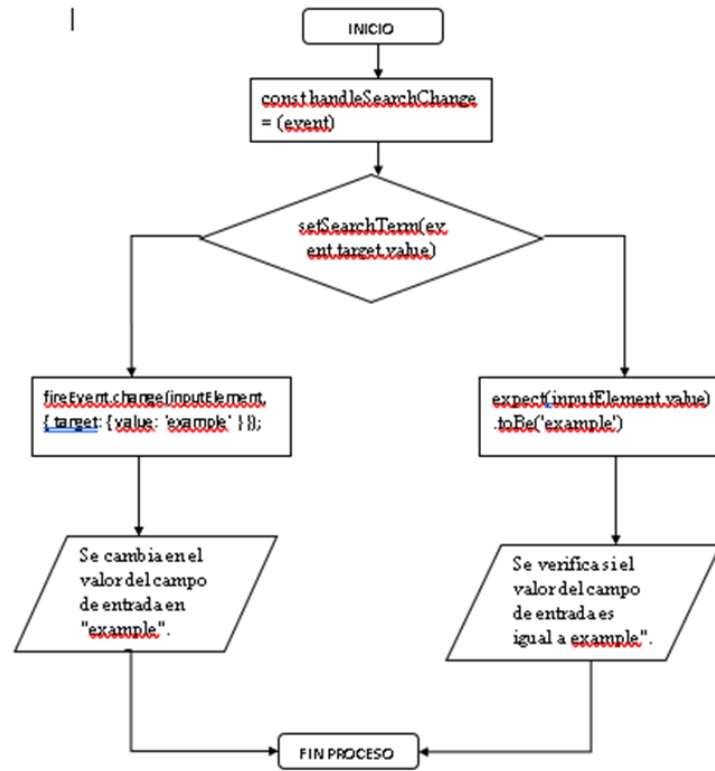 INICIO
const handleSearchChange
= (event)
setSearchTerm(ev
ent.target.value)
fireEvent.change(inputElement,
{ target: { value: 'example' } });
expect(inputElement.value)
.toBe('example')
Se cambia en el
valor del campo
de entrada en
"example".
Se verifica si el
valor del campo
de entrada es
igual a example".
FIN PROCESO